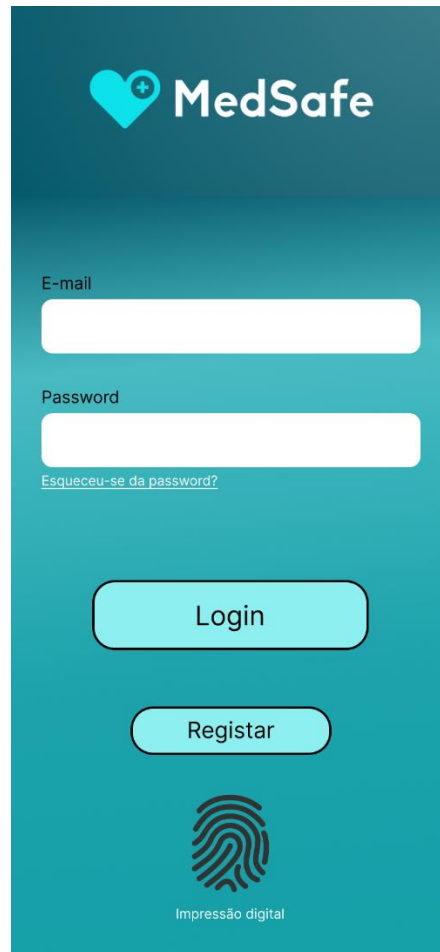 MedSafe
E-mail
Password
Esqueceu-se da password?
Login
Registar
Impressão digital